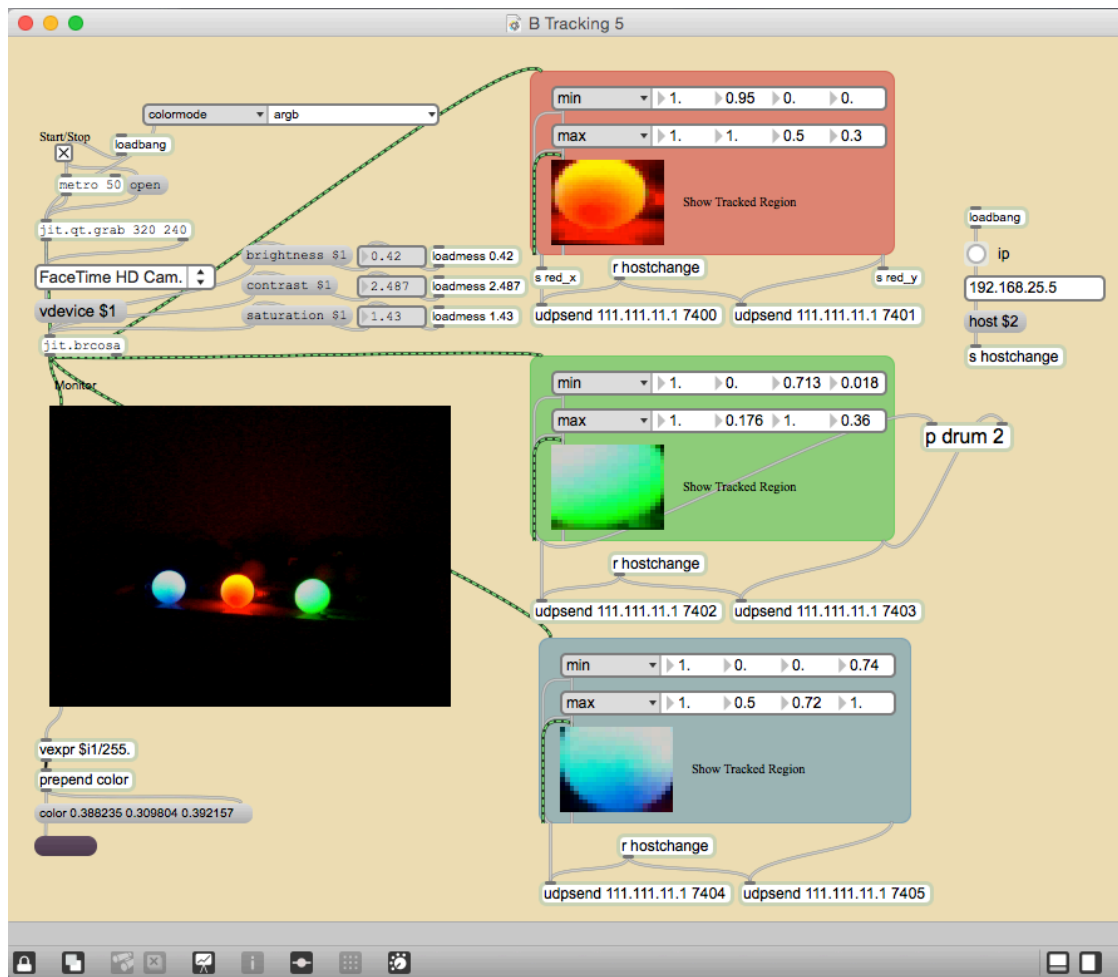 B Tracking 5
colormode argb
Start/Stop
loadbang
metro 50 open
jit.qt.grab 320 240
FaceTime HD Cam.
vdevice $1
jit.brcosa
brightness $1 0.42 loadmess 0.42
contrast $1 2.487 loadmess 2.487
saturation $1 1.43 loadmess 1.43
Monitor
vexpr $i1/255.
prepend color
color 0.388235 0.309804 0.392157
min 1. 0.95 0. 0.
max 1. 1. 0.5 0.3
Show Tracked Region
s red_x r hostchange s red_y
udpsend 111.111.11.1 7400 udpsend 111.111.11.1 7401
min 1. 0. 0.713 0.018
max 1. 0.176 1. 0.36
Show Tracked Region
r hostchange
udpsend 111.111.11.1 7402 udpsend 111.111.11.1 7403
min 1. 0. 0. 0.74
max 1. 0.5 0.72 1.
Show Tracked Region
r hostchange
udpsend 111.111.11.1 7404 udpsend 111.111.11.1 7405
loadbang
ip
192.168.25.5
host $2
s hostchange
p drum 2